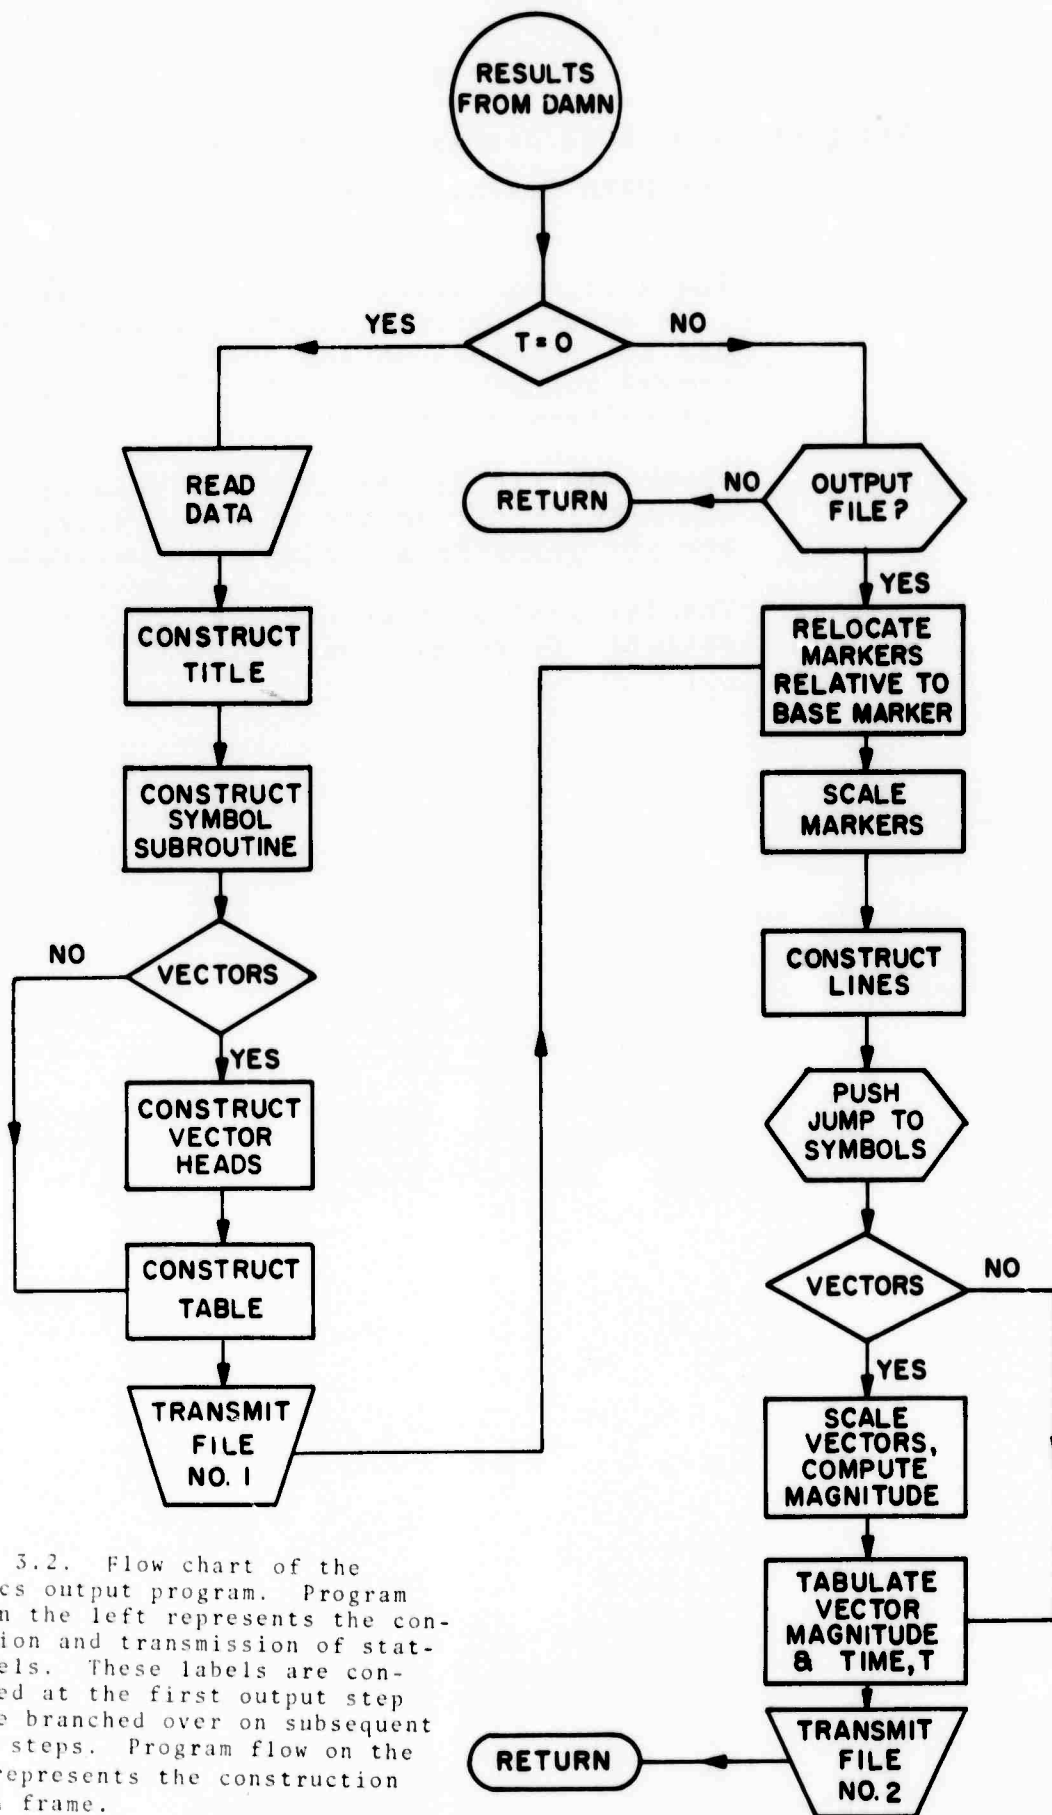 RESULTS
FROM DAMN
YES
T = 0
NO
READ
DATA
RETURN
NO
OUTPUT
FILE?
YES
CONSTRUCT
TITLE
RELOCATE
MARKERS
RELATIVE TO
BASE MARKER
CONSTRUCT
SYMBOL
SUBROUTINE
SCALE
MARKERS
NO
VECTORS
YES
CONSTRUCT
LINES
CONSTRUCT
VECTOR
HEADS
PUSH
JUMP TO
SYMBOLS
CONSTRUCT
TABLE
VECTORS
NO
YES
TRANSMIT
FILE
NO. 1
SCALE
VECTORS,
COMPUTE
MAGNITUDE
TABULATE
VECTOR
MAGNITUDE
& TIME, T
TRANSMIT
FILE
NO. 2
RETURN
3.2. Flow chart of the
cs output program. Program
n the left represents the con-
ion and transmission of stat-
els. These labels are con-
ed at the first output step
e branched over on subsequent
steps. Program flow on the
represents the construction
frame.